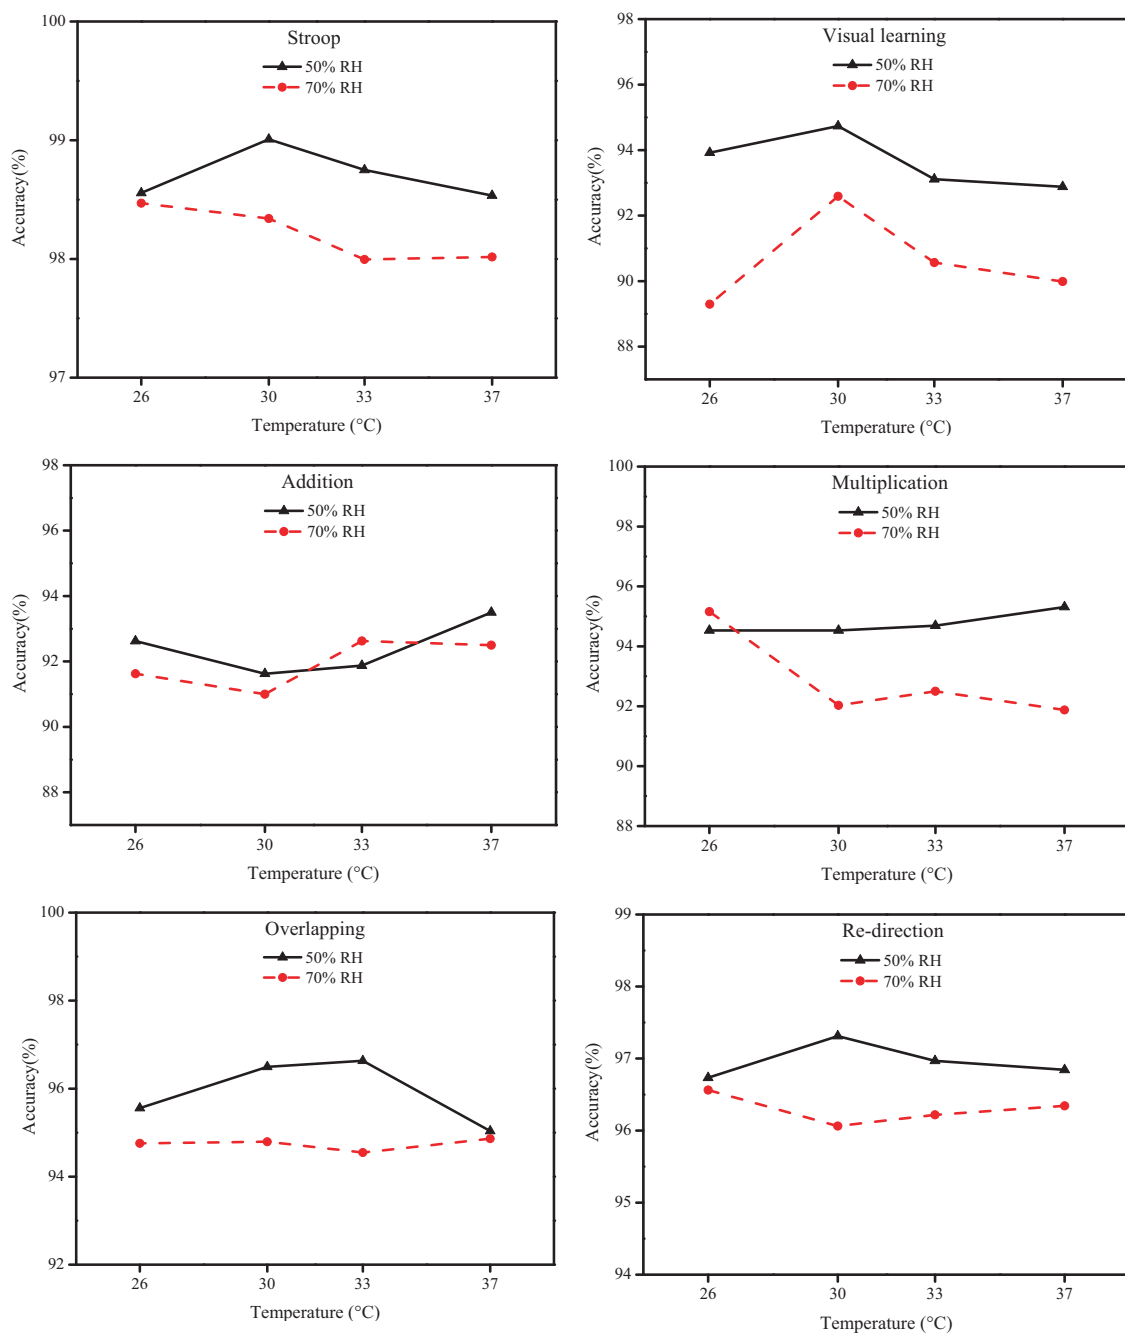 Stroop
50% RH
70% RH
100
99
98
97
Accuracy(%)
26 30 33 37
Temperature (°C)
Visual learning
50% RH
70% RH
98
96
94
92
90
88
Accuracy(%)
26 30 33 37
Temperature (°C)
Addition
50% RH
70% RH
98
96
94
92
90
88
Accuracy(%)
26 30 33 37
Temperature (°C)
Multiplication
50% RH
70% RH
100
98
96
94
92
90
88
Accuracy(%)
26 30 33 37
Temperature (°C)
Overlapping
50% RH
70% RH
100
98
96
94
92
Accuracy(%)
26 30 33 37
Temperature (°C)
Re-direction
50% RH
70% RH
99
98
97
96
95
94
Accuracy(%)
26 30 33 37
Temperature (°C)